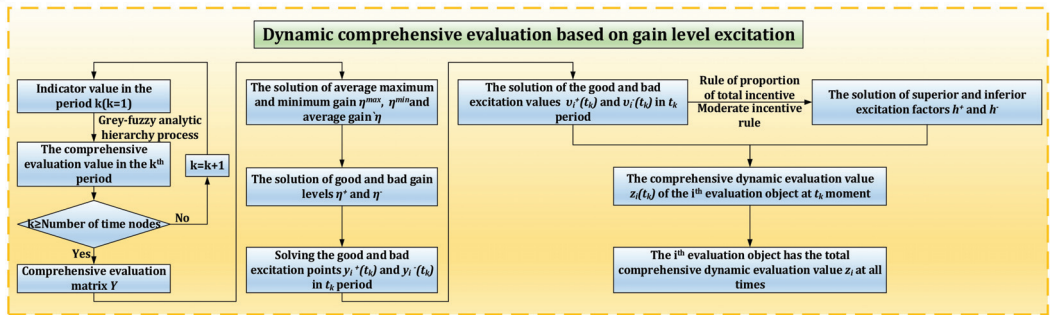 Dynamic comprehensive evaluation based on gain level excitation
Indicator value in the
period k(k=1)
Grey-fuzzy analytic
hierarchy process
The comprehensive
evaluation value in the kth
period
k=k+1
k≥Number of time nodes
No
Yes
Comprehensive evaluation
matrix Y
The solution of average maximum
and minimum gain ηmax, ηmin and
average gain`η
The solution of good and bad gain
levels η+ and η-
Solving the good and bad
excitation points yi+(tk) and yi-(tk)
in tk period
The solution of the good and bad
excitation values υi+(tk) and υi-(tk) in tk
period
Rule of proportion
of total incentive
Moderate incentive
rule
The solution of superior and inferior
excitation factors h+ and h-
The comprehensive dynamic evaluation value
zi(tk) of the ith evaluation object at tk moment
The ith evaluation object has the total
comprehensive dynamic evaluation value zi at all
times